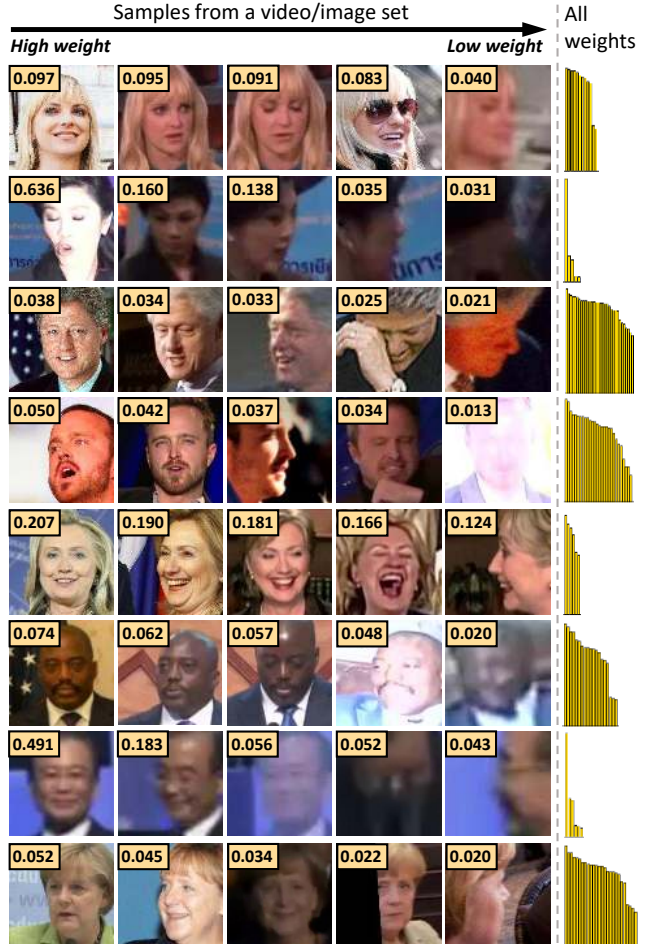 Samples from a video/image set
All
weights
High weight
Low weight
0.097 0.095 0.091 0.083 0.040
0.636 0.160 0.138 0.035 0.031
0.038 0.034 0.033 0.025 0.021
0.050 0.042 0.037 0.034 0.013
0.207 0.190 0.181 0.166 0.124
0.074 0.062 0.057 0.048 0.020
0.491 0.183 0.056 0.052 0.043
0.052 0.045 0.034 0.022 0.020